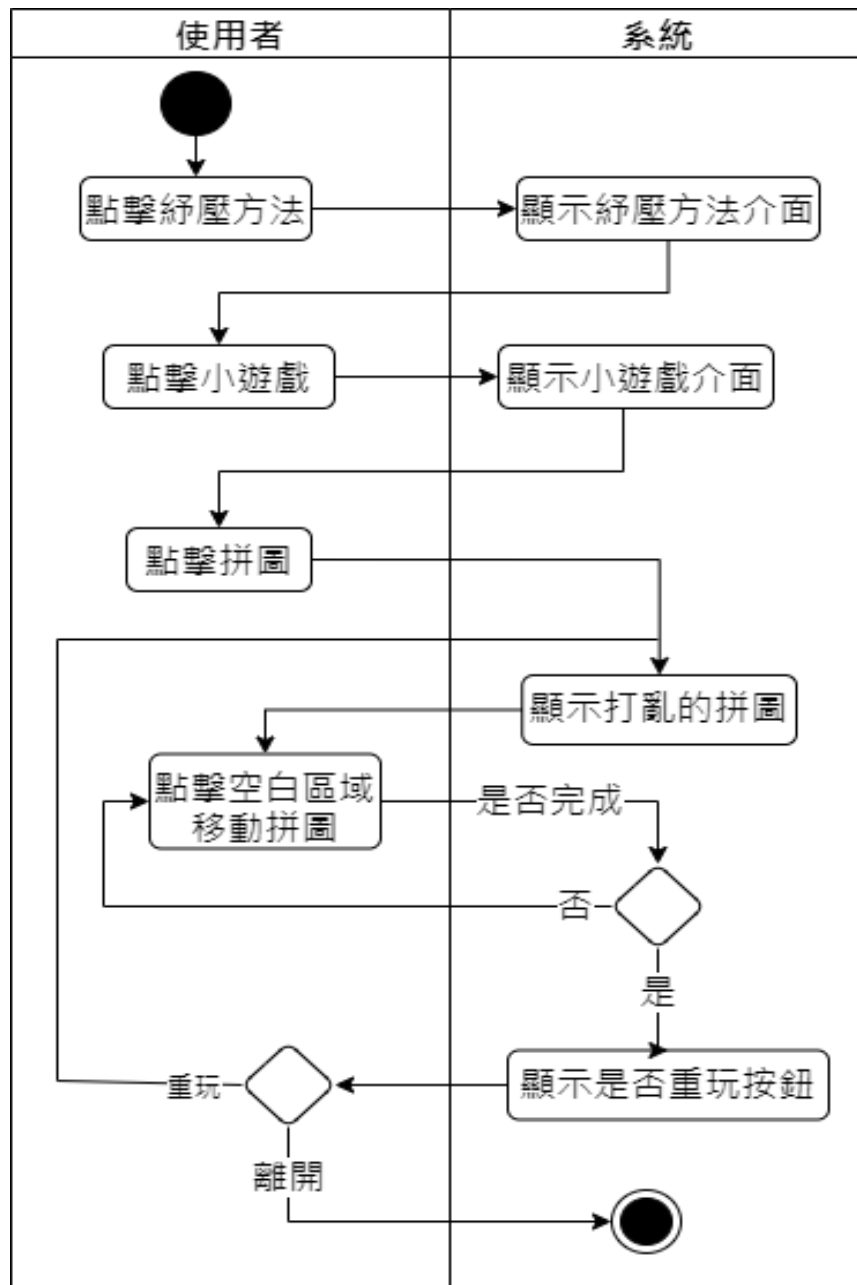 使用者
系統
點擊紓壓方法
顯示紓壓方法介面
點擊小遊戲
顯示小遊戲介面
點擊拼圖
顯示打亂的拼圖
點擊空白區域
移動拼圖
是否完成
否
是
顯示是否重玩按鈕
重玩
離開